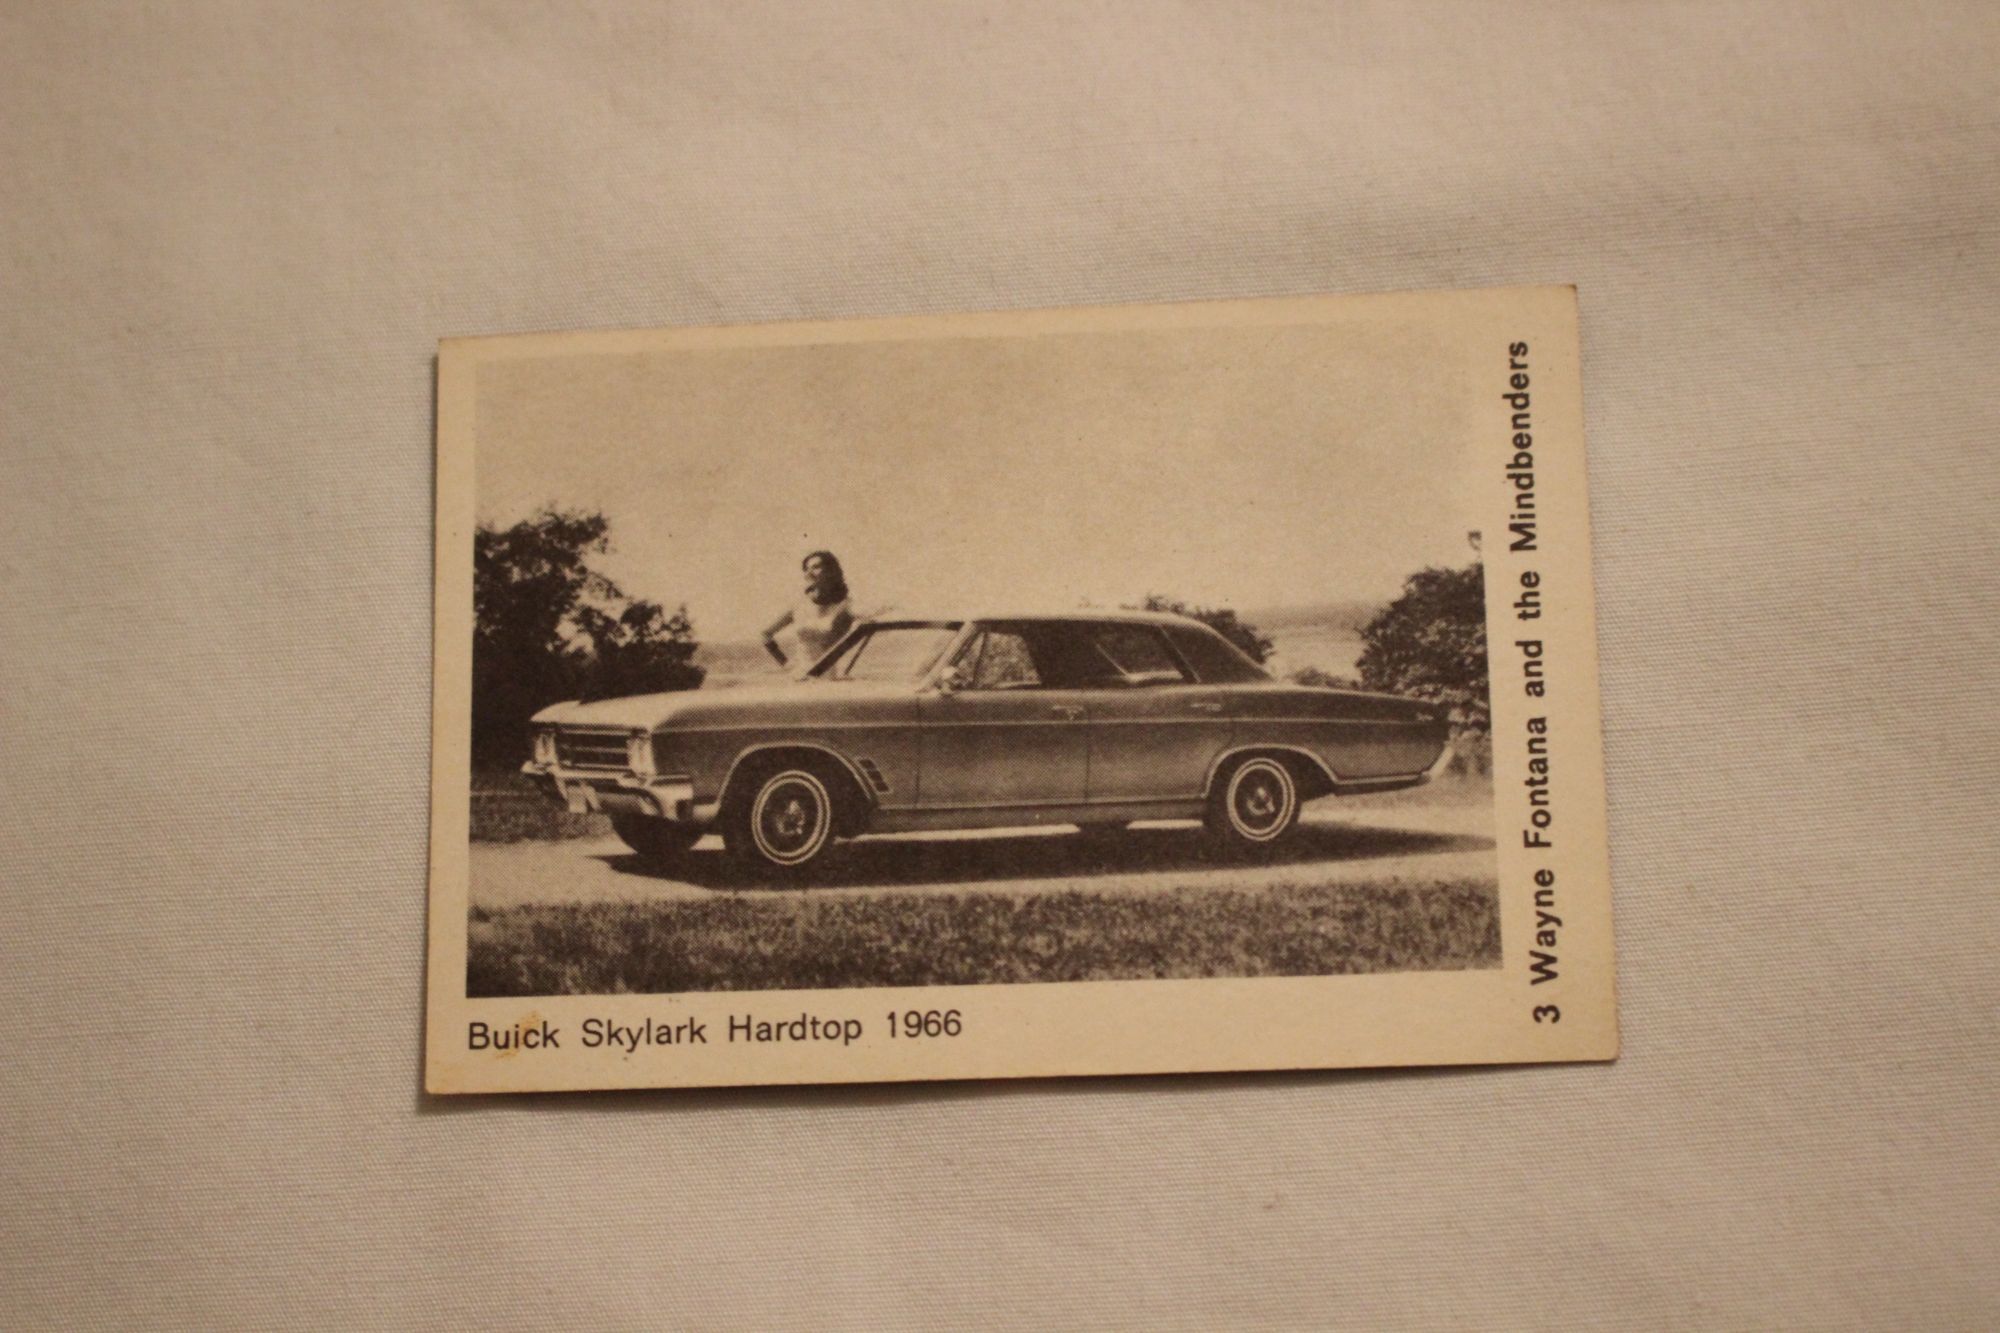 Buick Skylark Hardtop 1966
3 Wayne Fontana and the Mindbenders